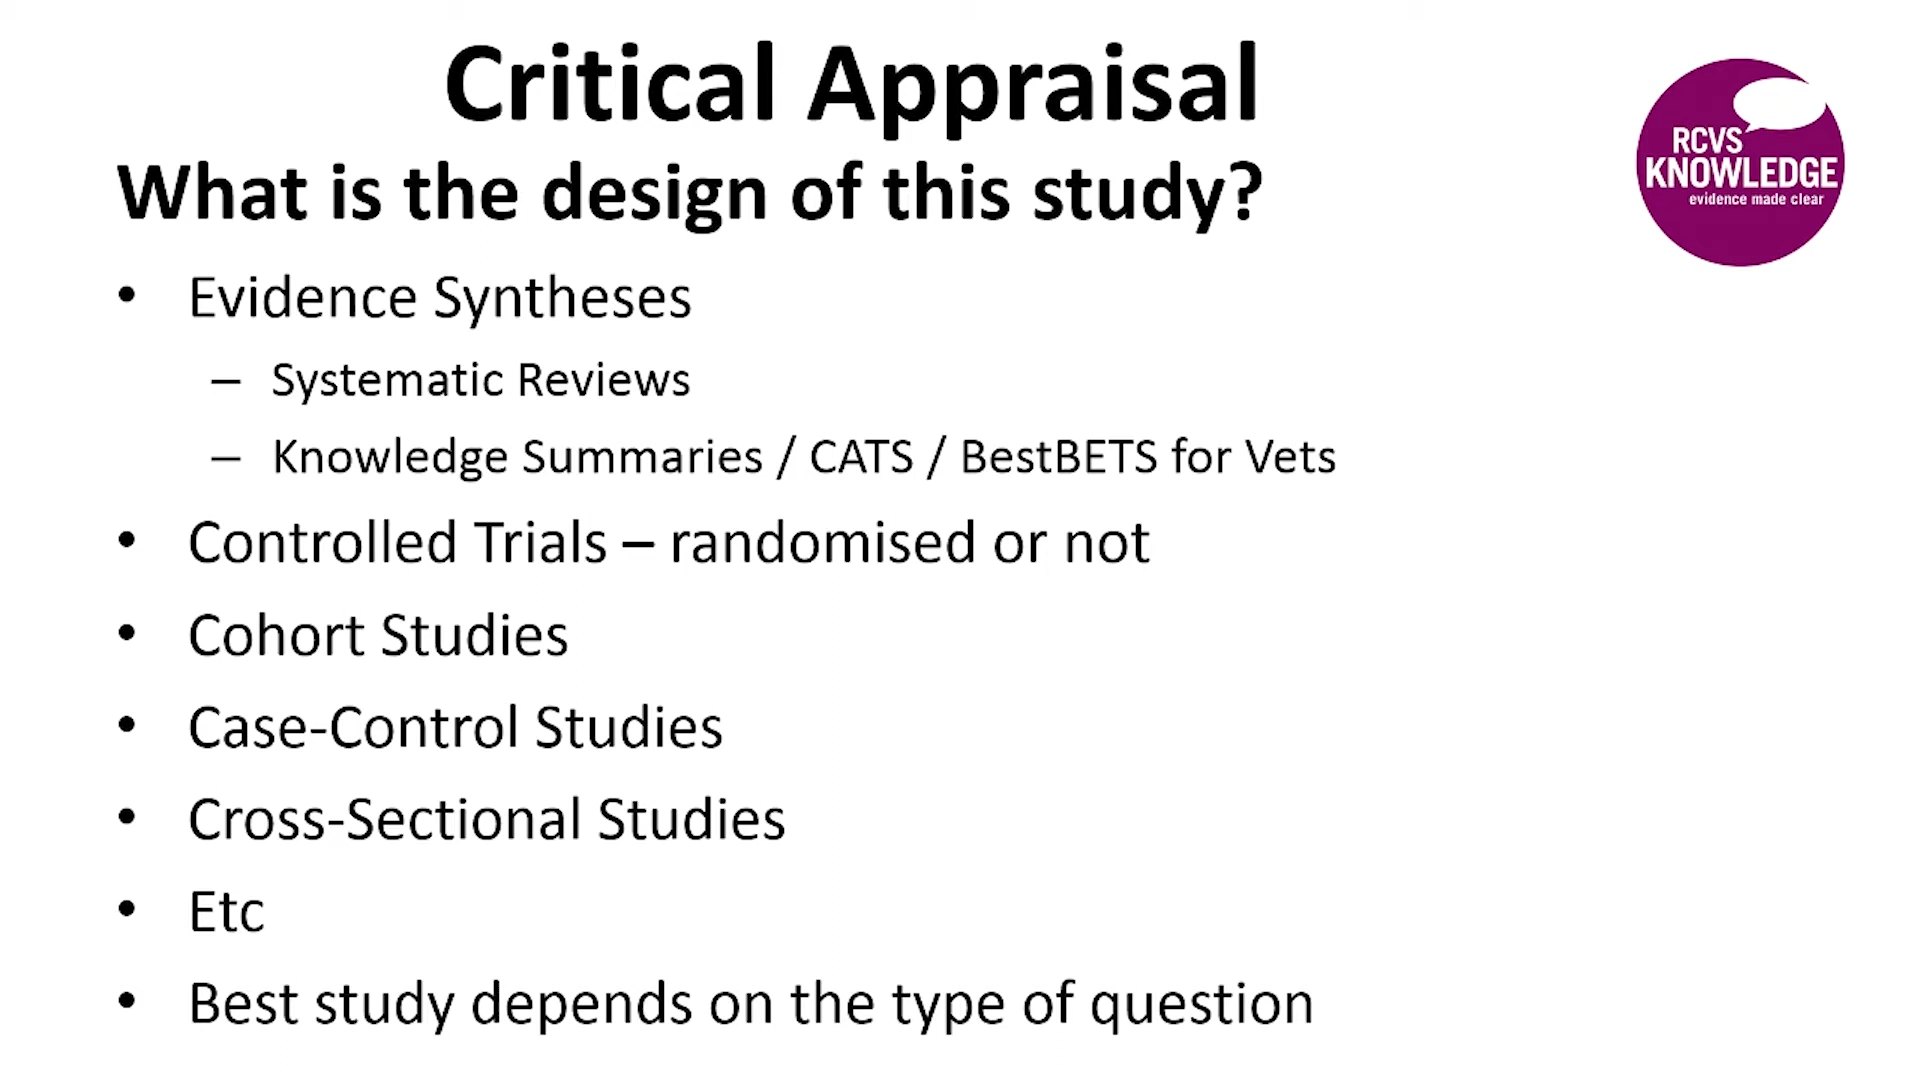 Critical Appraisal
What is the design of this study?
RCVS
KNOWLEDGE
evidence made clear
• Evidence Syntheses
– Systematic Reviews
– Knowledge Summaries / CATS / BestBETS for Vets
• Controlled Trials – randomised or not
• Cohort Studies
• Case-Control Studies
• Cross-Sectional Studies
• Etc
• Best study depends on the type of question